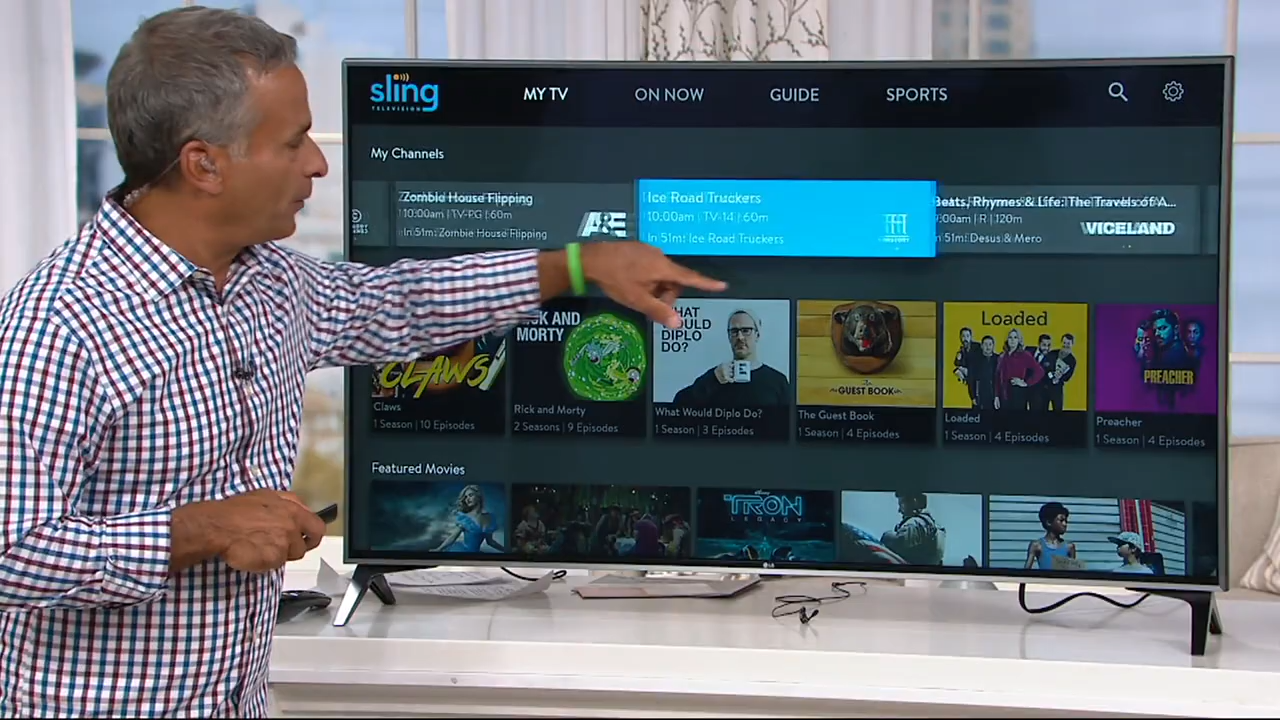 sling
TELEVISION
MY TV
ON NOW
GUIDE
SPORTS
My Channels
Zombie House Flipping
10:00am | TV-PG | 60m
In 51m: Zombie House Flipping
A&E
Ice Road Truckers
10:00am | TV-14 | 60m
In 51m: Ice Road Truckers
HISTORY
Beats, Rhymes & Life: The Travels of A...
9:00am | R | 120m
In 51m: Desus & Mero
VICELAND
CLAWS
Claws
1 Season | 10 Episodes
AND
MORTY
Rick and Morty
2 Seasons | 9 Episodes
WHAT
WOULD
DIPLO
DO?
E
What Would Diplo Do?
1 Season | 3 Episodes
THE
GUEST BOOK
The Guest Book
1 Season | 4 Episodes
Loaded
Loaded
1 Season | 4 Episodes
PREACHER
Preacher
1 Season | 4 Episodes
Featured Movies
TRON
LEGACY
LG